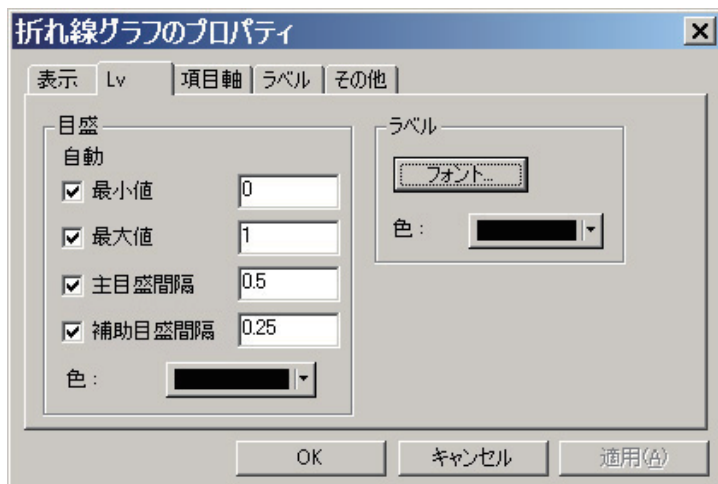 折れ線グラフのプロパティ
表示 Lv 項目軸 ラベル その他
目盛
自動
最小値 0
最大値 1
主目盛間隔 0.5
補助目盛間隔 0.25
色：
ラベル
フォント...
色：
OK キャンセル 適用(A)